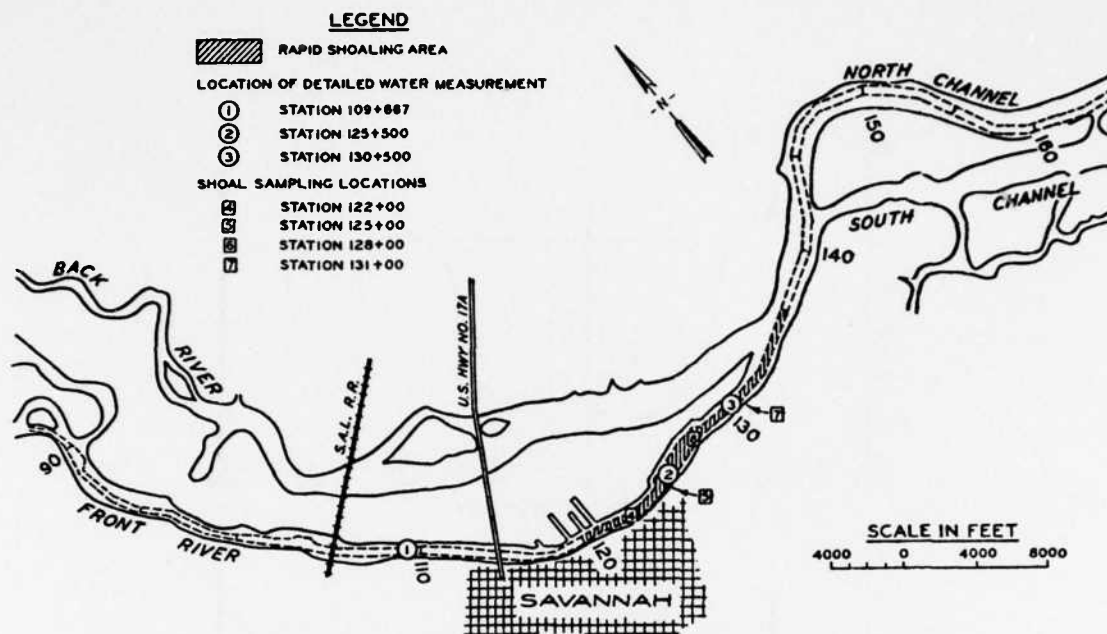 LEGEND
RAPID SHOALING AREA
LOCATION OF DETAILED WATER MEASUREMENT
1 STATION 109+667
2 STATION 125+500
3 STATION 130+500
SHOAL SAMPLING LOCATIONS
4 STATION 122+00
5 STATION 125+00
6 STATION 128+00
7 STATION 131+00
N
NORTH CHANNEL
150
160
SOUTH CHANNEL
140
BACK RIVER
S.A.L. R.R.
U.S. HWY NO. 17A
3
7
130
2
5
90
FRONT RIVER
1
110
120
SAVANNAH
SCALE IN FEET
4000 0 4000 8000